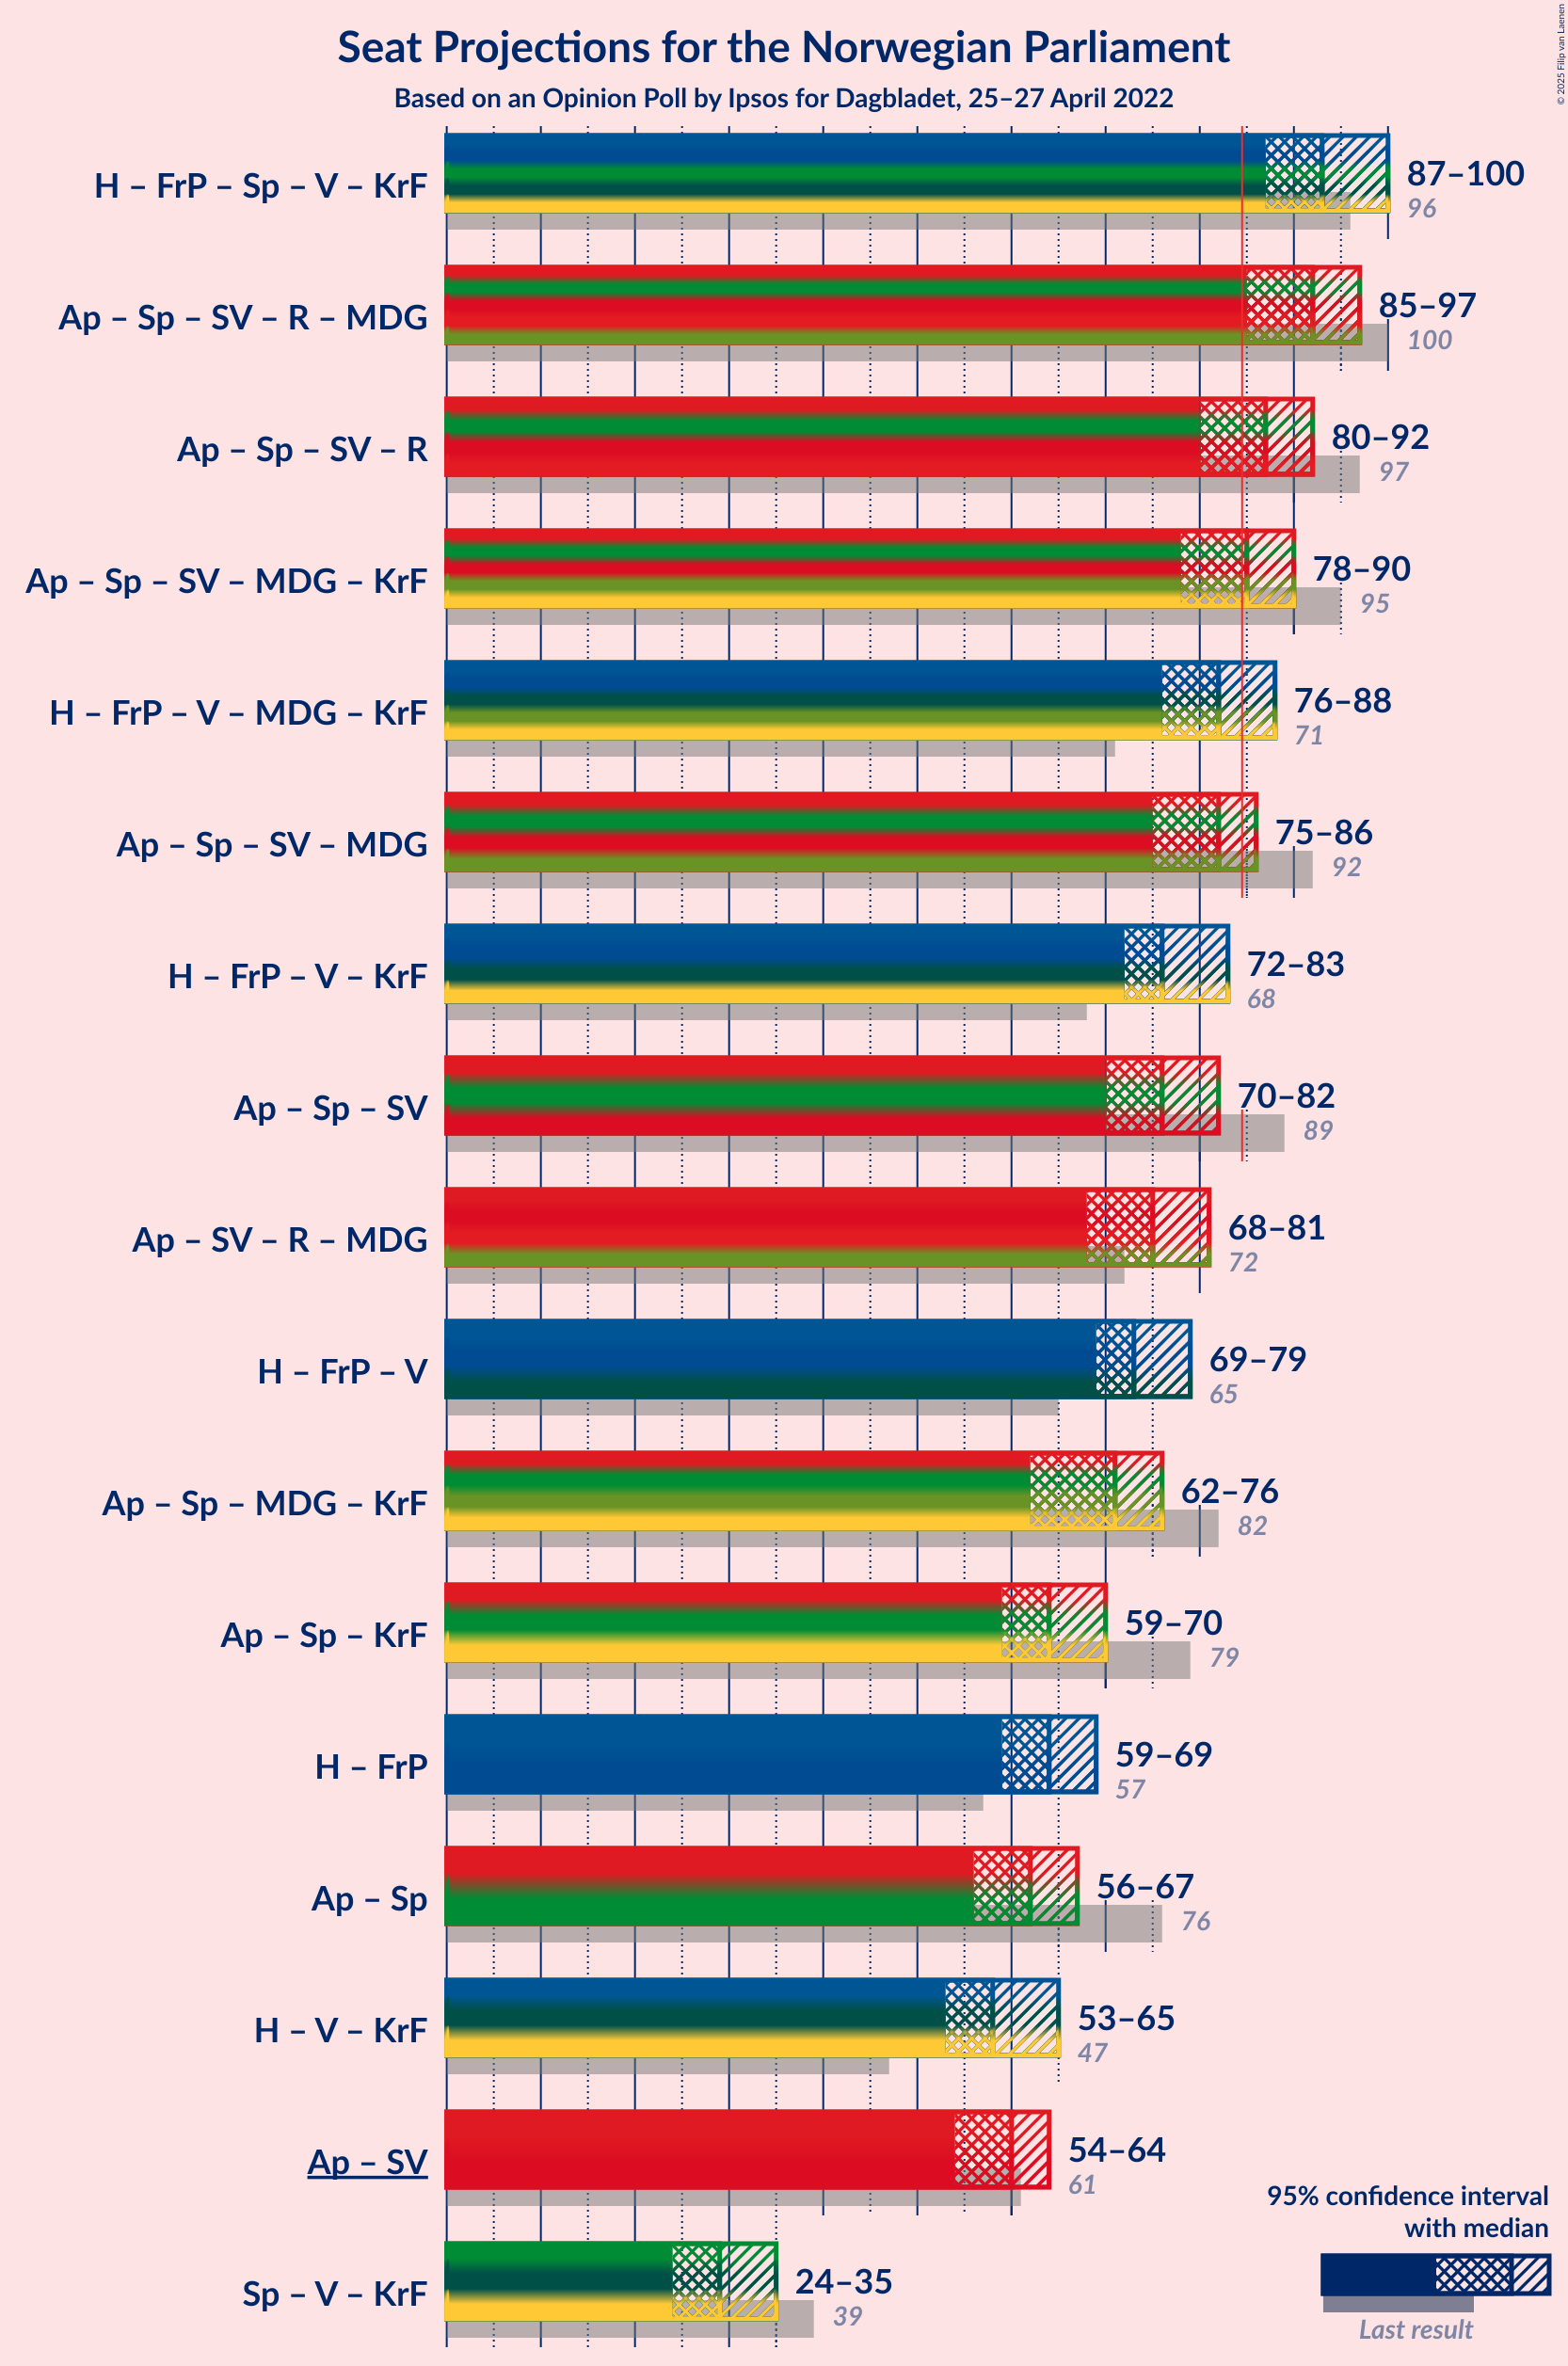 © 2025 Filip van Laenen
Seat Projections for the Norwegian Parliament
Based on an Opinion Poll by Ipsos for Dagbladet, 25–27 April 2022
H – FrP – Sp – V – KrF
87–100
96
Ap – Sp – SV – R – MDG
85–97
100
Ap – Sp – SV – R
80–92
97
Ap – Sp – SV – MDG – KrF
78–90
95
H – FrP – V – MDG – KrF
76–88
71
Ap – Sp – SV – MDG
75–86
92
H – FrP – V – KrF
72–83
68
Ap – Sp – SV
70–82
89
Ap – SV – R – MDG
68–81
72
H – FrP – V
69–79
65
Ap – Sp – MDG – KrF
62–76
82
Ap – Sp – KrF
59–70
79
H – FrP
59–69
57
Ap – Sp
56–67
76
H – V – KrF
53–65
47
Ap – SV
54–64
61
Sp – V – KrF
24–35
39
95% confidence interval
with median
Last result